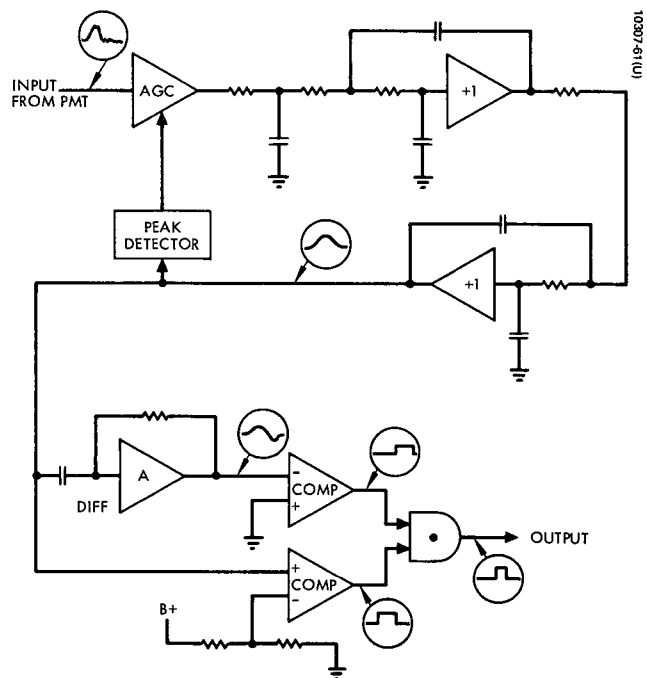 10307-61(U)
INPUT
FROM PMT
AGC
+1
PEAK
DETECTOR
+1
A
DIFF
-
COMP
+
+
COMP
-
OUTPUT
B+